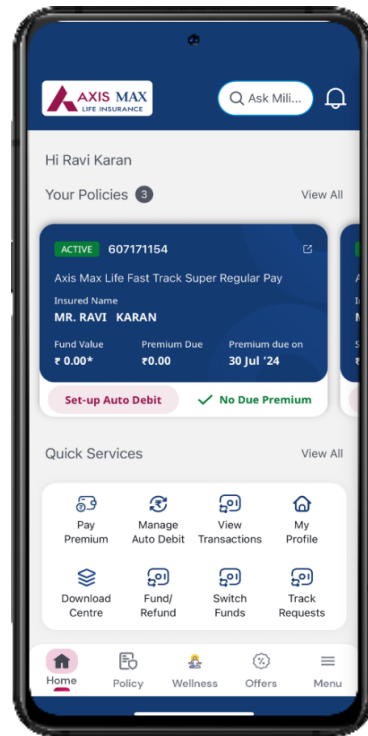 AXIS MAX
LIFE INSURANCE
Ask Mili...
Hi Ravi Karan
Your Policies 3 View All
ACTIVE 607171154
Axis Max Life Fast Track Super Regular Pay
Insured Name
MR. RAVI KARAN
Fund Value Premium Due Premium due on
₹ 0.00* ₹0.00 30 Jul '24
Set-up Auto Debit No Due Premium
Quick Services View All
Pay Premium
Manage Auto Debit
View Transactions
My Profile
Download Centre
Fund/ Refund
Switch Funds
Track Requests
Home Policy Wellness Offers Menu